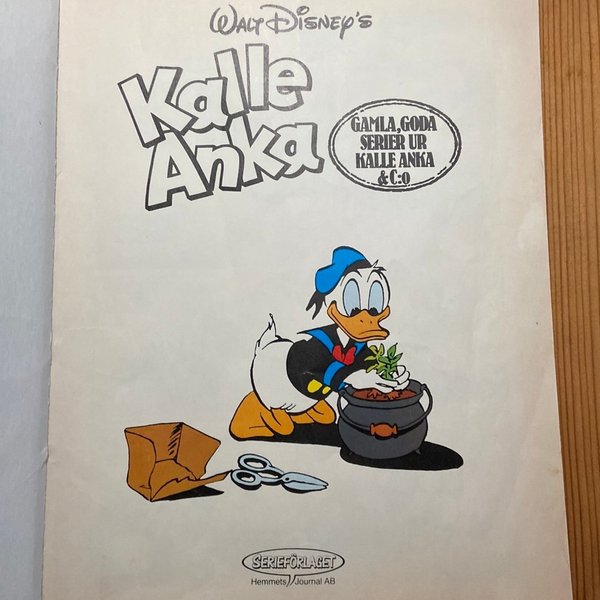 Walt Disney's
Kalle
Anka
GAMLA, GODA
SERIER UR
KALLE ANKA
& C:o
SERIEFÖRLAGET
Hemmets Journal AB